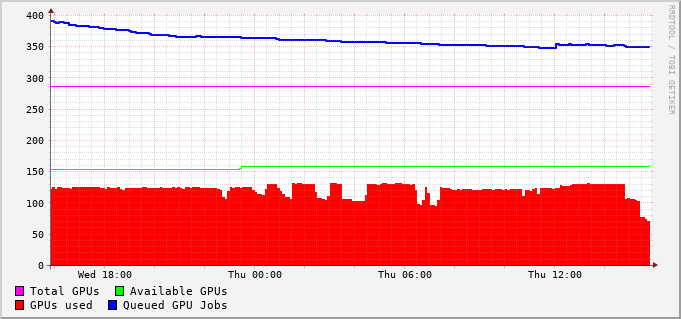 400
350
300
250
200
150
100
50
0
Wed 18:00 Thu 00:00 Thu 06:00 Thu 12:00
Total GPUs Available GPUs
GPUs used Queued GPU Jobs
RRDTOOL / TOBI OETIKER